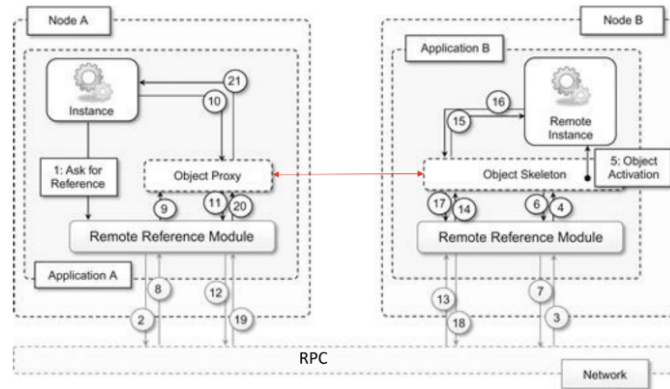 Node A
Node B
Application B
Instance
21
10
16
15
Remote
Instance
1: Ask for
Reference
Object Proxy
Object Skeleton
5: Object
Activation
9
11
20
17
14
6
4
Remote Reference Module
Remote Reference Module
Application A
8
12
13
7
2
19
18
3
RPC
Network